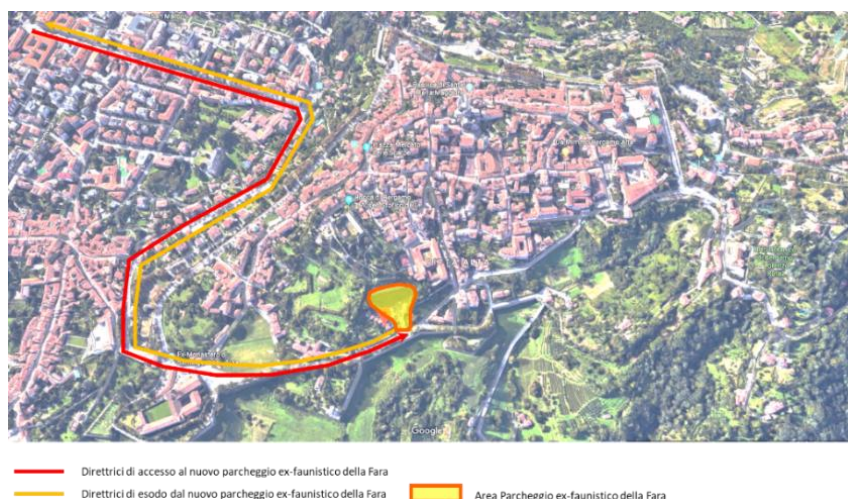 Google
Direttrici di accesso al nuovo parcheggio ex-faunistico della Fara
Direttrici di esodo dal nuovo parcheggio ex-faunistico della Fara
Area Parcheggio ex-faunistico della Fara